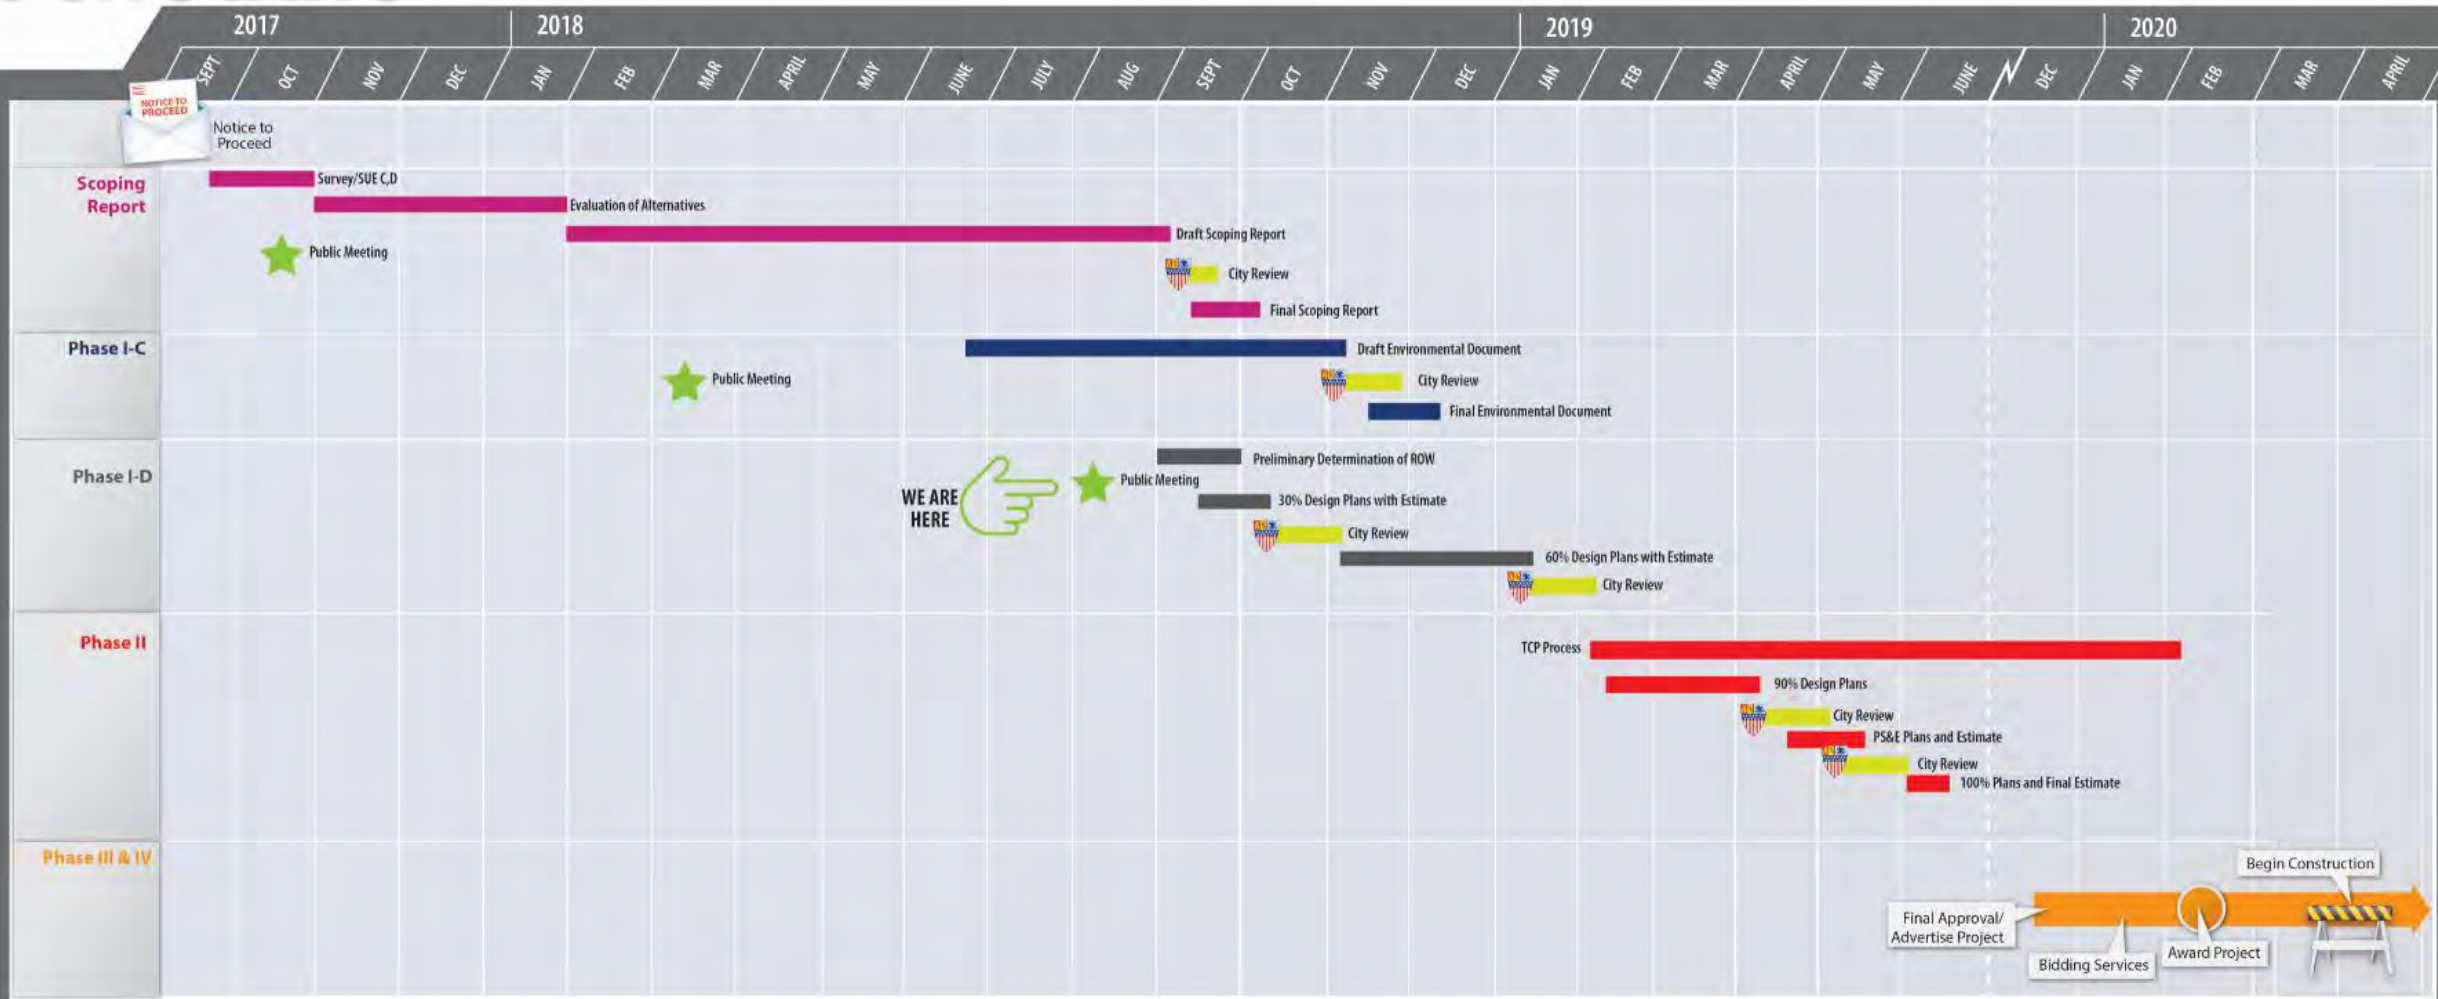 2017
2018
2019
2020
SEPT
OCT
NOV
DEC
JAN
FEB
MAR
APRIL
MAY
JUNE
JULY
AUG
SEPT
OCT
NOV
DEC
JAN
FEB
MAR
APRIL
MAY
JUNE
DEC
JAN
FEB
MAR
APRIL
NOTICE TO
PROCEED
Notice to
Proceed
Scoping
Report
Survey/SUE C,D
Evaluation of Alternatives
Draft Scoping Report
Public Meeting
City Review
Final Scoping Report
Phase I-C
Draft Environmental Document
Public Meeting
City Review
Final Environmental Document
Phase I-D
Preliminary Determination of ROW
Public Meeting
WE ARE
HERE
30% Design Plans with Estimate
City Review
60% Design Plans with Estimate
City Review
Phase II
TCP Process
90% Design Plans
City Review
PS&E Plans and Estimate
City Review
100% Plans and Final Estimate
Phase III & IV
Begin Construction
Final Approval/
Advertise Project
Award Project
Bidding Services